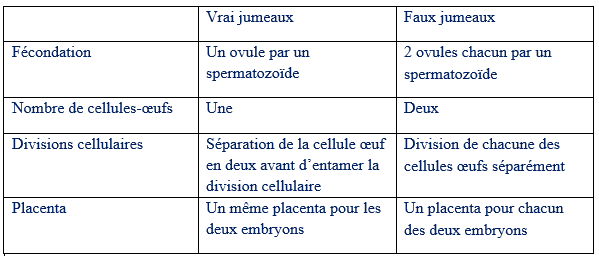 Vrai jumeaux Faux jumeaux
Fécondation Un ovule par un 2 ovules chacun par un
spermatozoïde spermatozoïde
Nombre de cellules-œufs Une Deux
Divisions cellulaires Séparation de la cellule œuf Division de chacune des
en deux avant d’entamer la cellules œufs séparément
division cellulaire
Placenta Un même placenta pour les Un placenta pour chacun
deux embryons des deux embryons